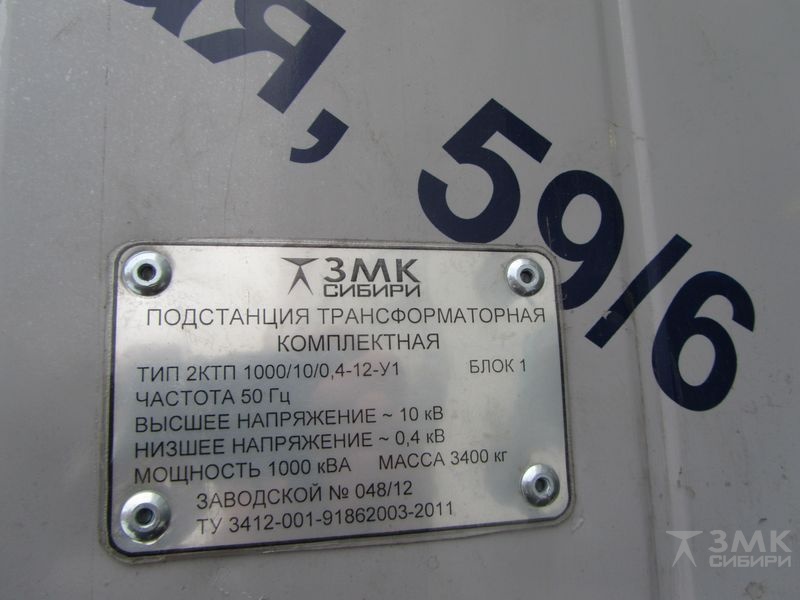 ая, 59/6
ЗМК
СИБИРИ
ПОДСТАНЦИЯ ТРАНСФОРМАТОРНАЯ
КОМПЛЕКТНАЯ
ТИП 2КТП 1000/10/0,4-12-У1 БЛОК 1
ЧАСТОТА 50 Гц
ВЫСШЕЕ НАПРЯЖЕНИЕ ~ 10 кВ
НИЗШЕЕ НАПРЯЖЕНИЕ ~ 0,4 кВ
МОЩНОСТЬ 1000 кВА МАССА 3400 кг
ЗАВОДСКОЙ № 048/12
ТУ 3412-001-91862003-2011
ЗМК
СИБИРИ